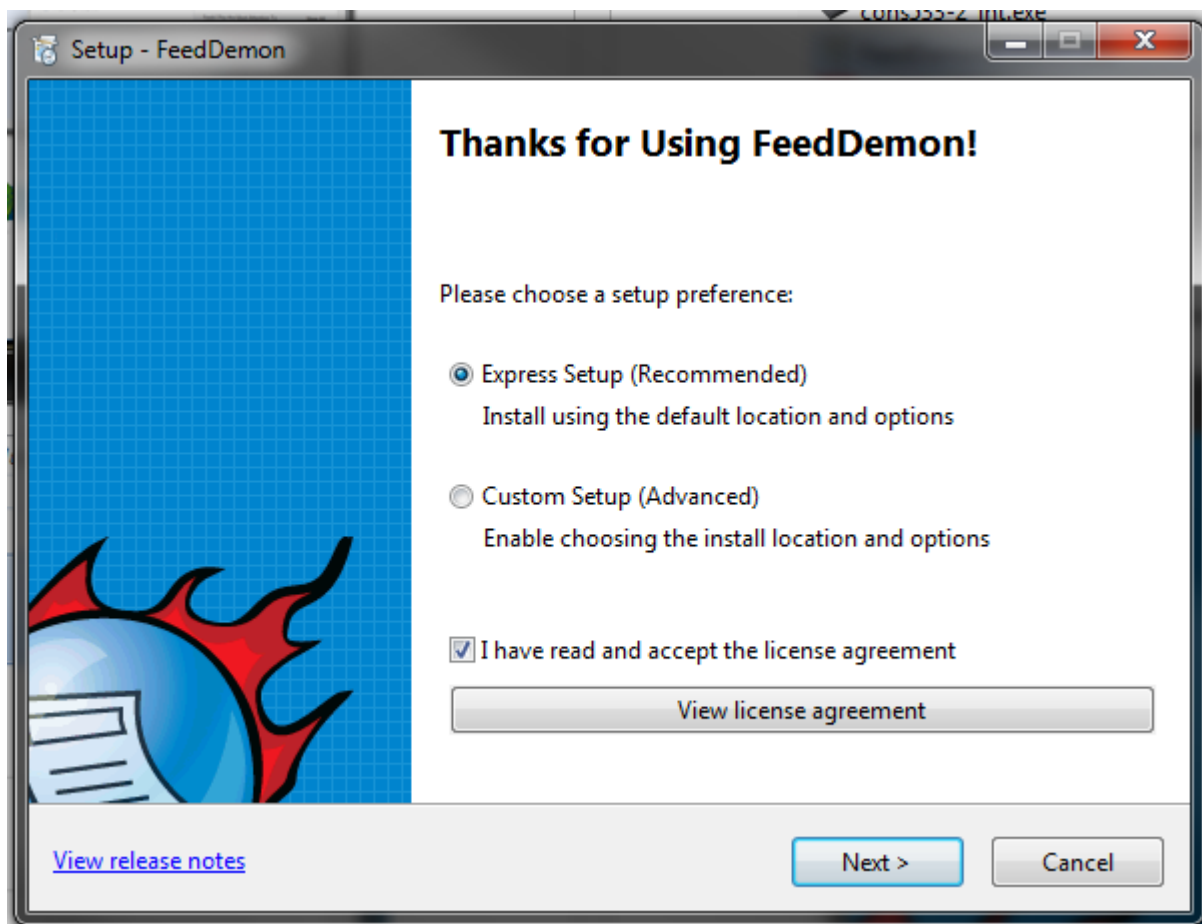 Setup - FeedDemon
Thanks for Using FeedDemon!
Please choose a setup preference:
Express Setup (Recommended)
Install using the default location and options
Custom Setup (Advanced)
Enable choosing the install location and options
I have read and accept the license agreement
View license agreement
View release notes
Next >
Cancel